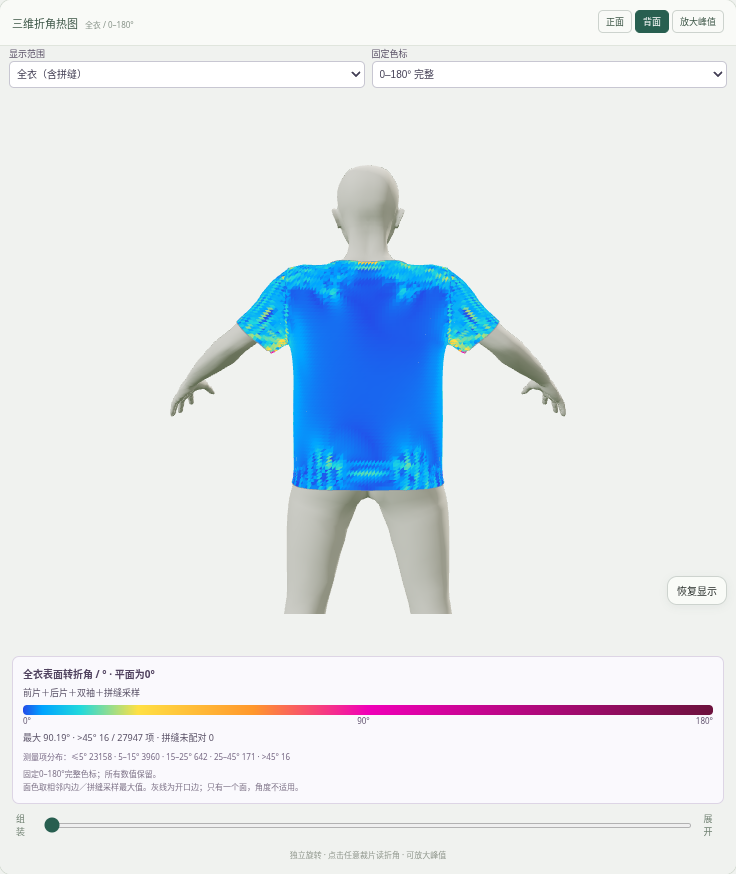 三维折角热图 全衣 / 0–180°
正面 背面 放大峰值
显示范围 固定色标
全衣（含拼缝） 0–180° 完整
恢复显示
全衣表面转折角 / ° · 平面为0°
前片＋后片＋双袖＋拼缝采样
0° 90° 180°
最大 90.19° · >45° 16 / 27947 项 · 拼缝未配对 0
测量项分布：≤5° 23158 · 5–15° 3960 · 15–25° 642 · 25–45° 171 · >45° 16
固定0–180°完整色标；所有数值保留。
面色取相邻内边／拼缝采样最大值。灰线为开口边；只有一个面，角度不适用。
组装 展开
独立旋转 · 点击任意裁片读折角 · 可放大峰值